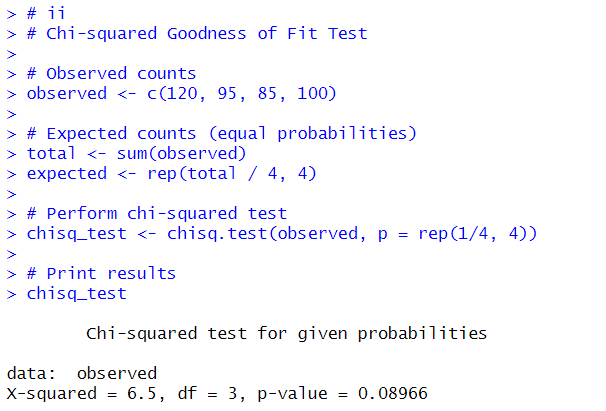 > # ii
> # Chi-squared Goodness of Fit Test
>
> # Observed counts
> observed <- c(120, 95, 85, 100)
>
> # Expected counts (equal probabilities)
> total <- sum(observed)
> expected <- rep(total / 4, 4)
>
> # Perform chi-squared test
> chisq_test <- chisq.test(observed, p = rep(1/4, 4))
>
> # Print results
> chisq_test

        Chi-squared test for given probabilities

data:  observed
X-squared = 6.5, df = 3, p-value = 0.08966